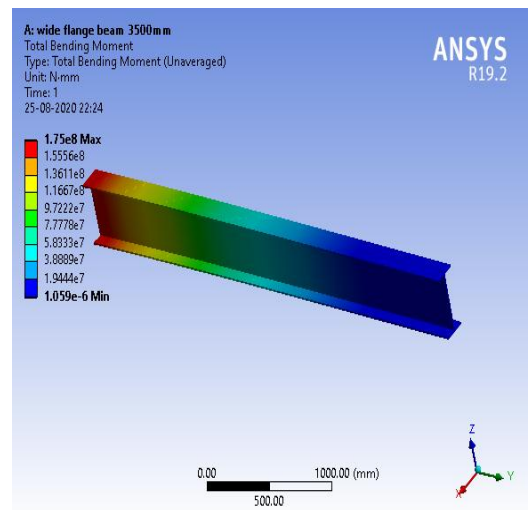 A: wide flange beam 3500mm
Total Bending Moment
Type: Total Bending Moment (Unaveraged)
Unit: N·mm
Time: 1
25-08-2020 22:24
ANSYS
R19.2
1.75e8 Max
1.5556e8
1.3611e8
1.1667e8
9.7222e7
7.7778e7
5.8333e7
3.8889e7
1.9444e7
1.059e-6 Min
0.00 1000.00 (mm)
500.00
Z
Y
X